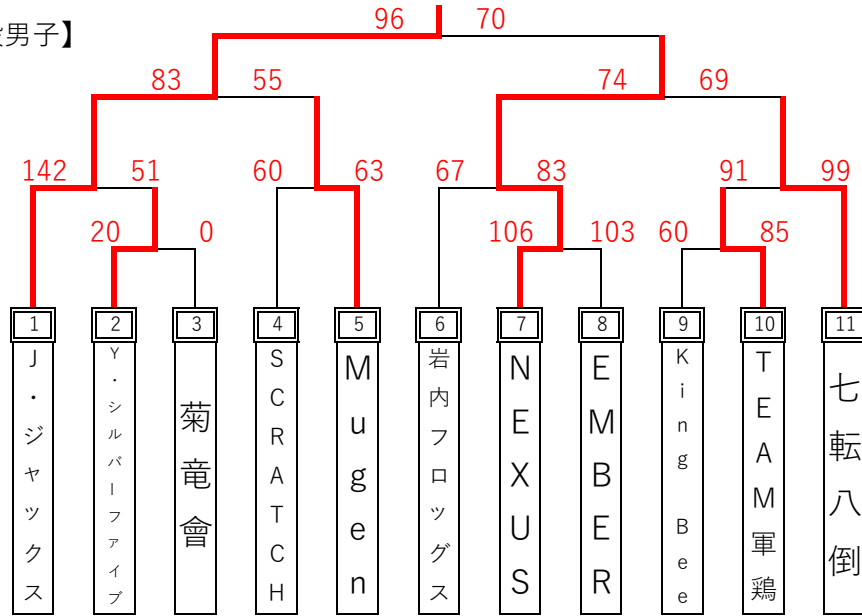 男子】
96 70
83 55 74 69
142 51 60 63 67 83 91 99
20 0 106 103 60 85
1 2 3 4 5 6 7 8 9 10 11
J・ジャックス
Y・シルバーファイブ
菊竜會
SCRATCH
Mugen
岩内フロッグス
NEXUS
EMBER
King Bee
TEAM軍鶏
七転八倒